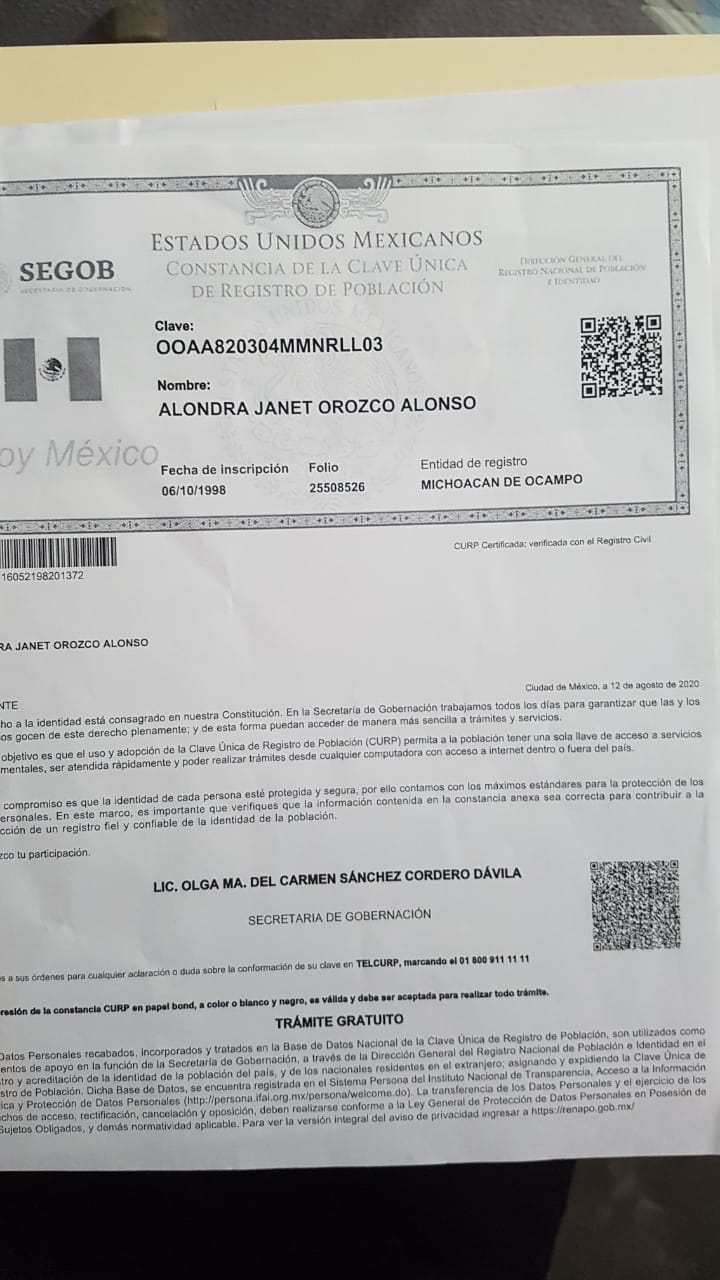 ESTADOS UNIDOS MEXICANOS
CONSTANCIA DE LA CLAVE ÚNICA
DE REGISTRO DE POBLACIÓN
SEGOB
SECRETARÍA DE GOBERNACIÓN
DIRECCIÓN GENERAL DEL
REGISTRO NACIONAL DE POBLACIÓN
E IDENTIDAD
Clave:
OOAA820304MMNRLL03
Nombre:
ALONDRA JANET OROZCO ALONSO
oy México
Fecha de inscripción
06/10/1998
Folio
25508526
Entidad de registro
MICHOACAN DE OCAMPO
16052198201372
CURP Certificada: verificada con el Registro Civil
RA JANET OROZCO ALONSO
Ciudad de México, a 12 de agosto de 2020
NTE
ho a la identidad está consagrado en nuestra Constitución. En la Secretaría de Gobernación trabajamos todos los días para garantizar que las y los
os gocen de este derecho plenamente; y de esta forma puedan acceder de manera más sencilla a trámites y servicios.
objetivo es que el uso y adopción de la Clave Única de Registro de Población (CURP) permita a la población tener una sola llave de acceso a servicios
mentales, ser atendida rápidamente y poder realizar trámites desde cualquier computadora con acceso a internet dentro o fuera del país.
compromiso es que la identidad de cada persona esté protegida y segura, por ello contamos con los máximos estándares para la protección de los
ersonales. En este marco, es importante que verifiques que la información contenida en la constancia anexa sea correcta para contribuir a la
cción de un registro fiel y confiable de la identidad de la población.
zco tu participación.
LIC. OLGA MA. DEL CARMEN SÁNCHEZ CORDERO DÁVILA
SECRETARIA DE GOBERNACIÓN
s a sus órdenes para cualquier aclaración o duda sobre la conformación de su clave en TELCURP, marcando el 01 800 911 11 11
resión de la constancia CURP en papel bond, a color o blanco y negro, es válida y debe ser aceptada para realizar todo trámite.
TRÁMITE GRATUITO
Datos Personales recabados, incorporados y tratados en la Base de Datos Nacional de la Clave Única de Registro de Población, son utilizados como
entos de apoyo en la función de la Secretaría de Gobernación, a través de la Dirección General del Registro Nacional de Población e Identidad en el
tro y acreditación de la identidad de la población del país, y de los nacionales residentes en el extranjero; asignando y expidiendo la Clave Única de
stro de Población. Dicha Base de Datos, se encuentra registrada en el Sistema Persona del Instituto Nacional de Transparencia, Acceso a la Información
ica y Protección de Datos Personales (http://persona.ifai.org.mx/persona/welcome.do). La transferencia de los Datos Personales y el ejercicio de los
chos de acceso, rectificación, cancelación y oposición, deben realizarse conforme a la Ley General de Protección de Datos Personales en Posesión de
Sujetos Obligados, y demás normatividad aplicable. Para ver la versión integral del aviso de privacidad ingresar a https://renapo.gob.mx/